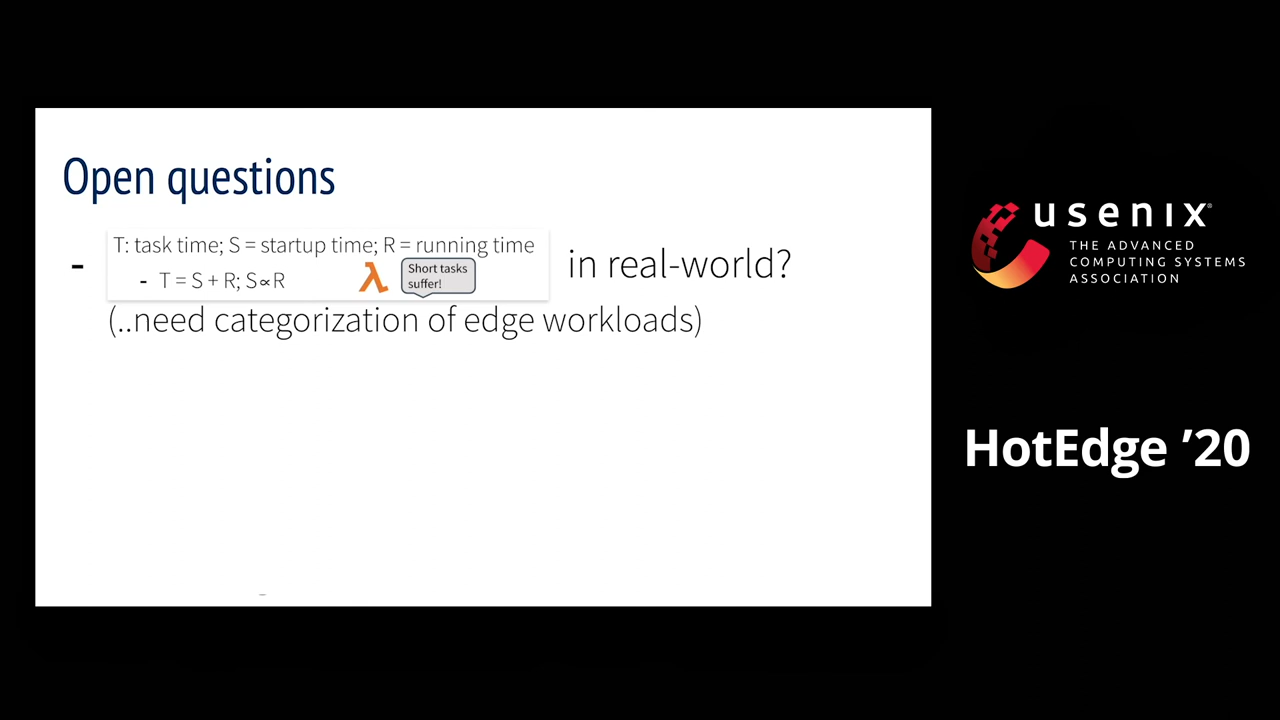 Open questions
T: task time; S = startup time; R = running time
- T = S + R; S∝R
Short tasks
suffer!
- in real-world?
(..need categorization of edge workloads)
usenix®
THE ADVANCED
COMPUTING SYSTEMS
ASSOCIATION
HotEdge ’20